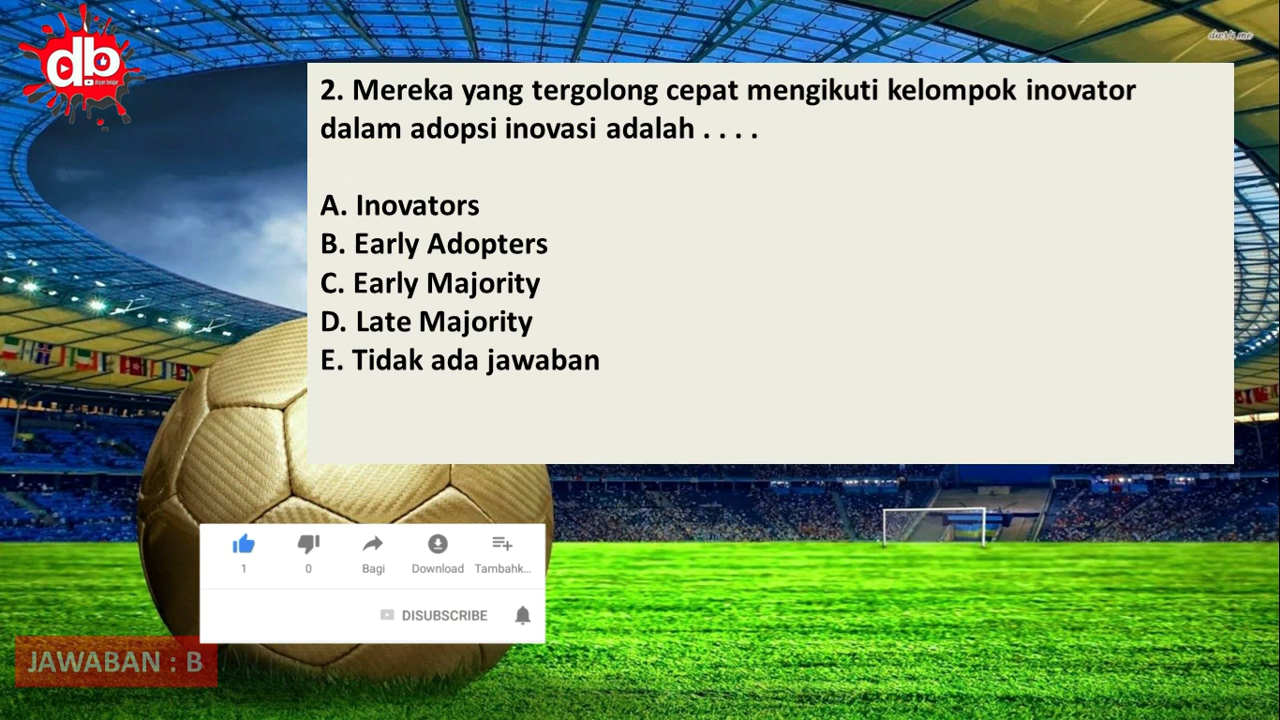 db
2. Mereka yang tergolong cepat mengikuti kelompok inovator
dalam adopsi inovasi adalah . . . .
A. Inovators
B. Early Adopters
C. Early Majority
D. Late Majority
E. Tidak ada jawaban
1 0 Bagi Download Tambahk...
DISUBSCRIBE
JAWABAN : B